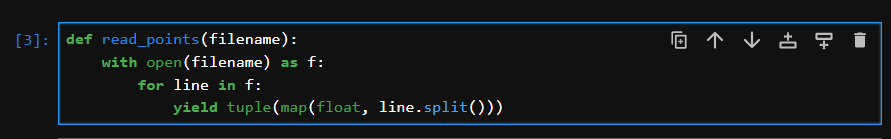 [3]: def read_points(filename):
    with open(filename) as f:
        for line in f:
            yield tuple(map(float, line.split()))